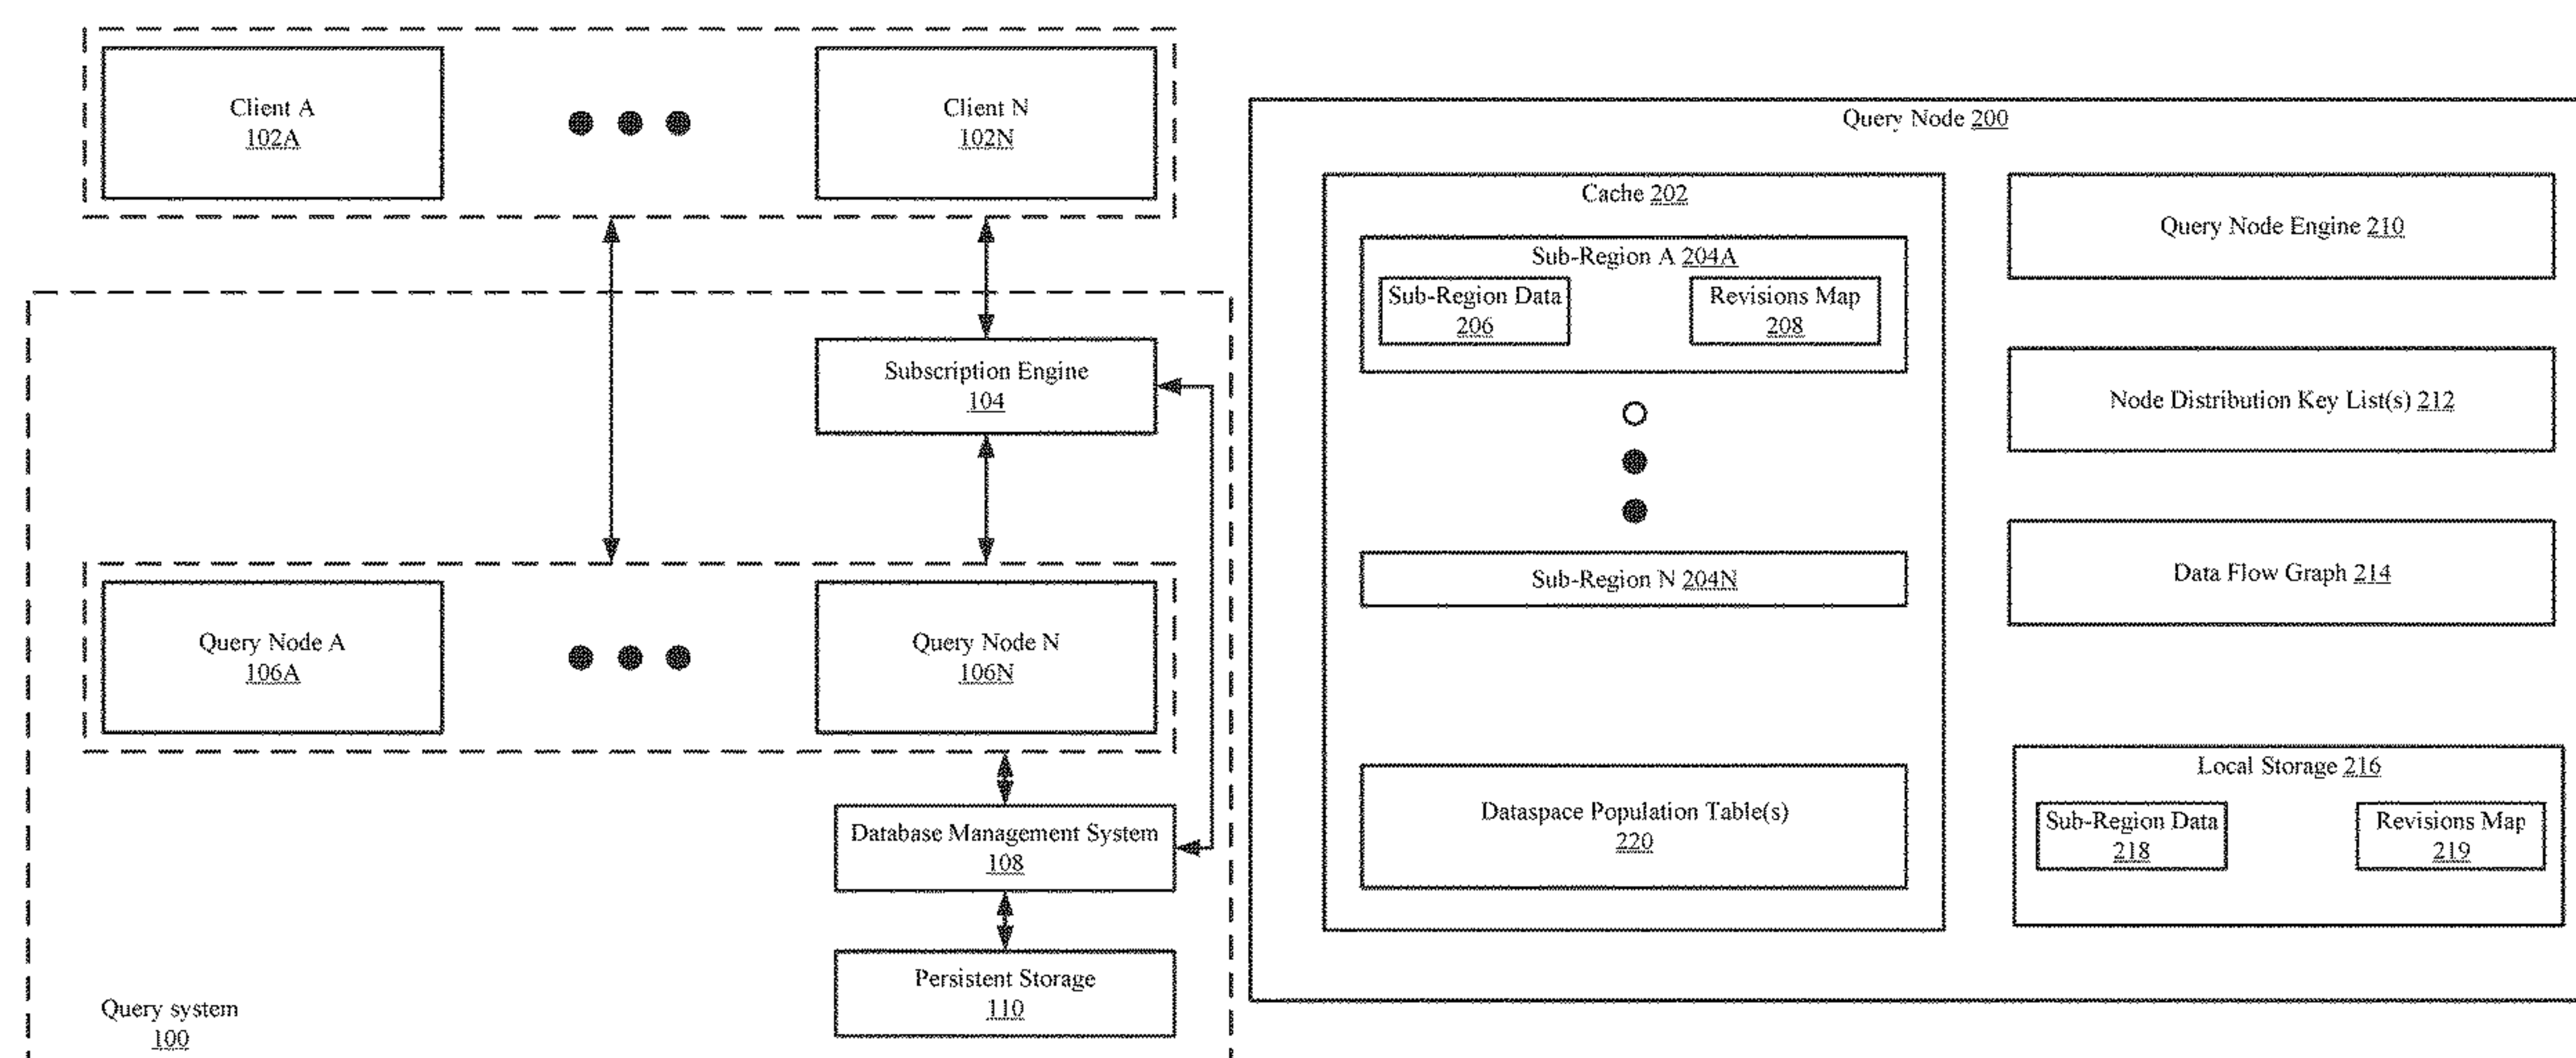 Client A
102A
Client N
102N
Subscription Engine
104
Query Node A
106A
Query Node N
106N
Database Management System
108
Persistent Storage
110
Query system
100
Query Node 200
Cache 202
Sub-Region A 204A
Sub-Region Data
206
Revisions Map
208
Sub-Region N 204N
Dataspace Population Table(s)
220
Query Node Engine 210
Node Distribution Key List(s) 212
Data Flow Graph 214
Local Storage 216
Sub-Region Data
218
Revisions Map
219